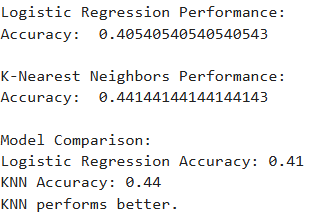 Logistic Regression Performance:
Accuracy:  0.40540540540540543
K-Nearest Neighbors Performance:
Accuracy:  0.44144144144144143
Model Comparison:
Logistic Regression Accuracy: 0.41
KNN Accuracy: 0.44
KNN performs better.